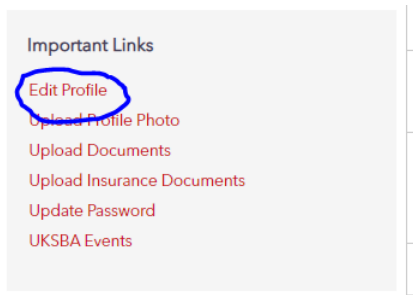 Important Links
Edit Profile
Upload Profile Photo
Upload Documents
Upload Insurance Documents
Update Password
UKSBA Events